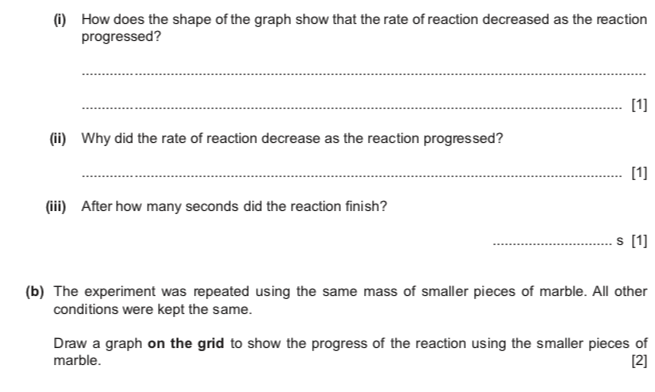 (i) How does the shape of the graph show that the rate of reaction decreased as the reaction
progressed?
[1]
(ii) Why did the rate of reaction decrease as the reaction progressed?
[1]
(iii) After how many seconds did the reaction finish?
s [1]
(b) The experiment was repeated using the same mass of smaller pieces of marble. All other
conditions were kept the same.
Draw a graph on the grid to show the progress of the reaction using the smaller pieces of
marble. [2]